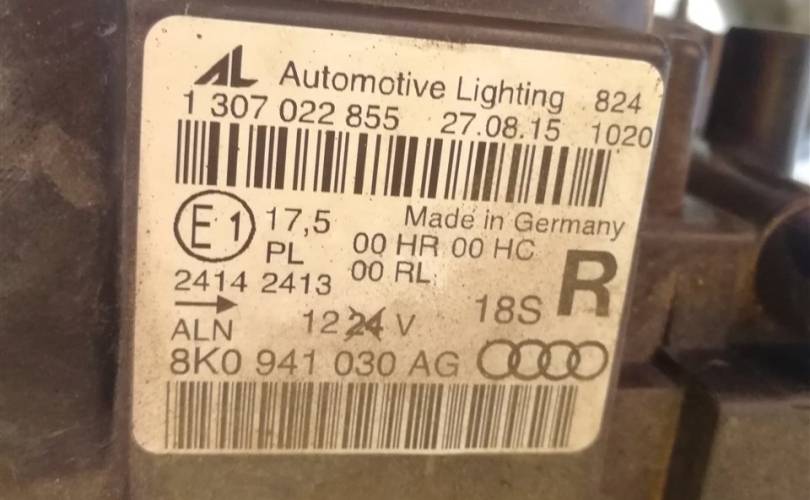 AL Automotive Lighting 824
1 307 022 855 27.08.15 1020
E1 17,5 Made in Germany
PL 00 HR 00 HC
2414 2413 00 RL R
ALN 12 24 V 18S
8K0 941 030 AG